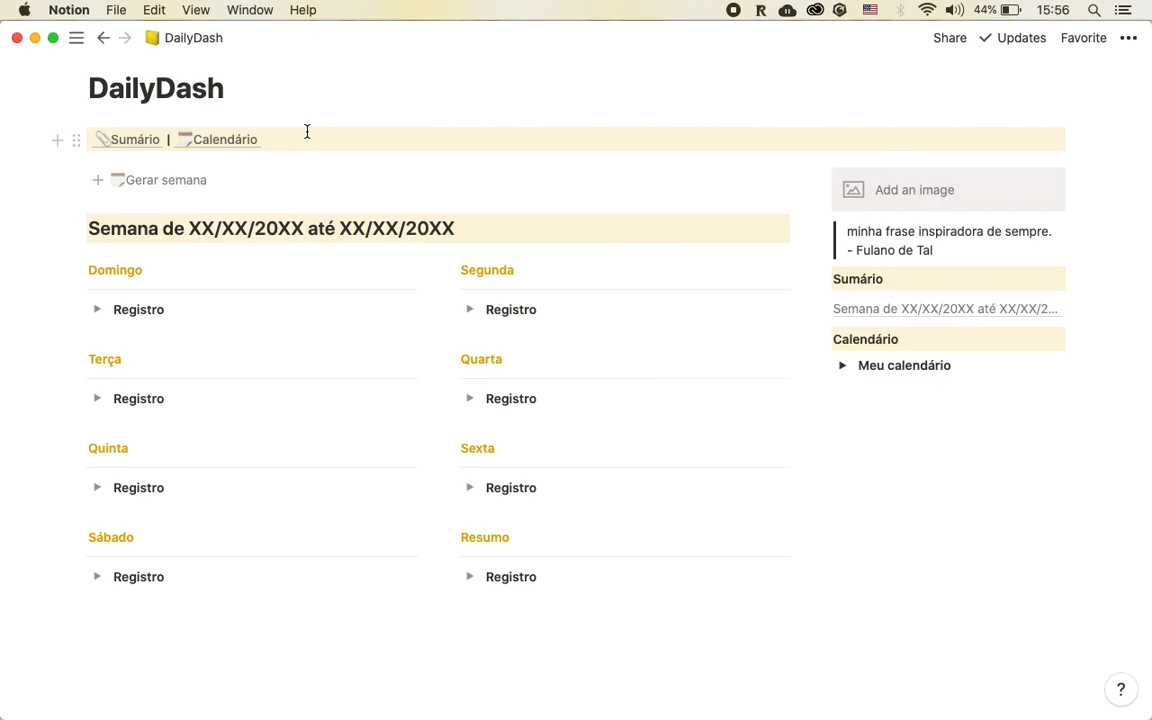 Notion File Edit View Window Help 44% 15:56
DailyDash Share Updates Favorite
DailyDash
Sumário | Calendário
Gerar semana
Add an image
Semana de XX/XX/20XX até XX/XX/20XX
minha frase inspiradora de sempre.
- Fulano de Tal
Domingo Segunda
Sumário
Registro Registro
Semana de XX/XX/20XX até XX/XX/2...
Calendário
Terça Quarta
Meu calendário
Registro Registro
Quinta Sexta
Registro Registro
Sábado Resumo
Registro Registro
?